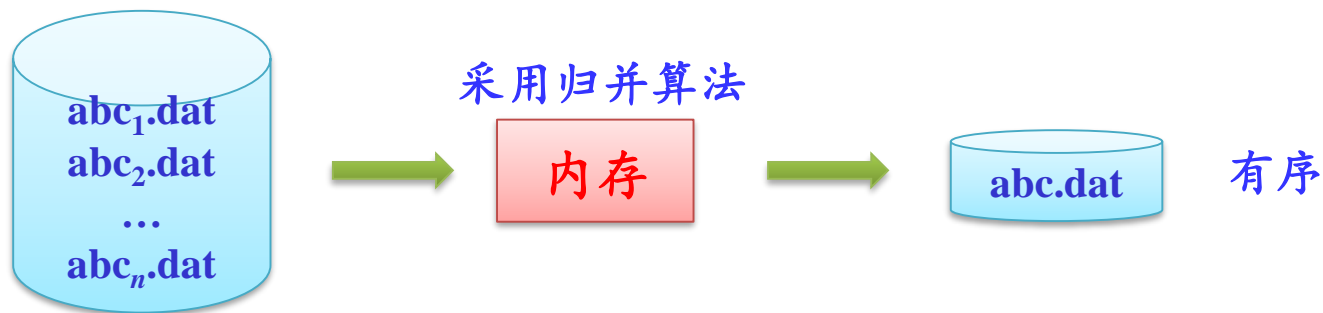 abc₁.dat
abc₂.dat
…
abcₙ.dat
采用归并算法
内存
abc.dat
有序